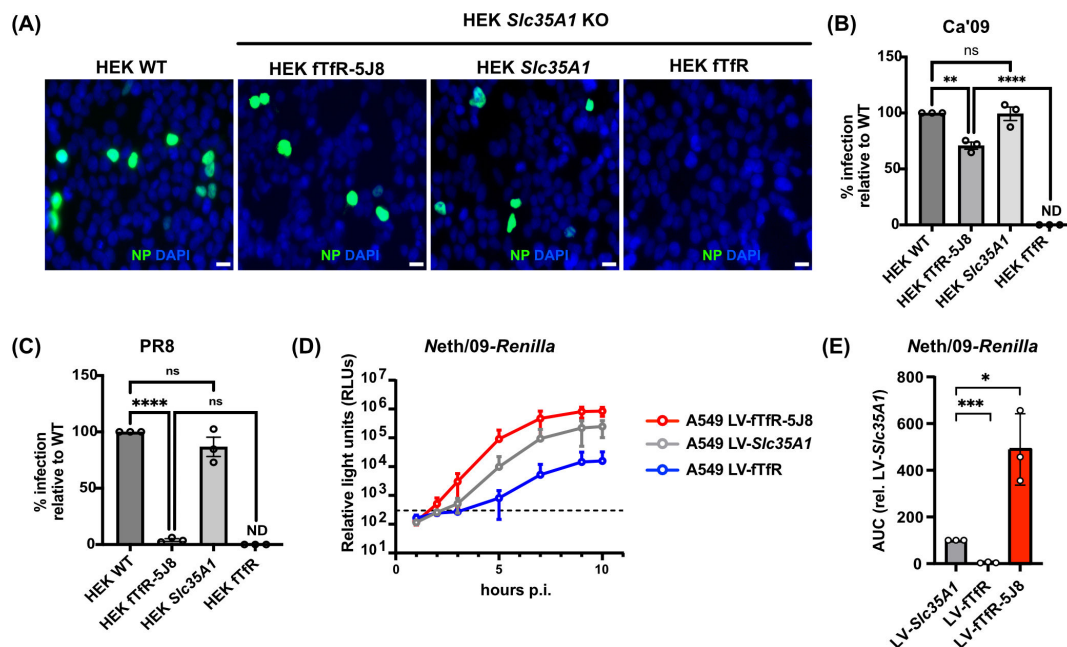 (A)
HEK Slc35A1 KO
HEK WT
HEK fTfR-5J8
HEK Slc35A1
HEK fTfR
NP DAPI
NP DAPI
NP DAPI
NP DAPI
(B)
Ca'09
% infection
relative to WT
150
100
50
0
ns
**
****
ND
HEK WT
HEK fTfR-5J8
HEK Slc35A1
HEK fTfR
(C)
PR8
% infection
relative to WT
150
100
50
0
ns
****
ns
ND
HEK WT
HEK fTfR-5J8
HEK Slc35A1
HEK fTfR
(D)
Neth/09-Renilla
Relative light units (RLUs)
10⁷
10⁶
10⁵
10⁴
10³
10²
10¹
0
5
10
hours p.i.
A549 LV-fTfR-5J8
A549 LV-Slc35A1
A549 LV-fTfR
(E)
Neth/09-Renilla
AUC (rel. LV-Slc35A1)
800
600
400
200
0
*
***
LV-Slc35A1
LV-fTfR
LV-fTfR-5J8